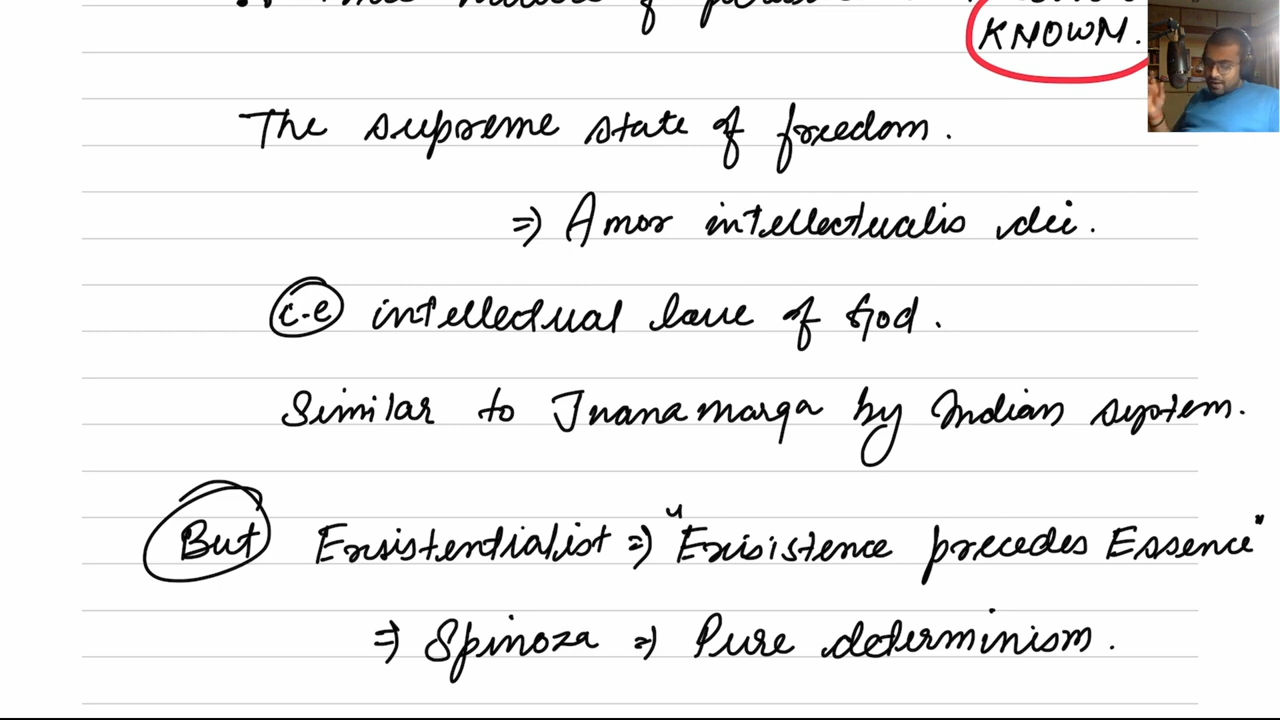 KNOWN.
The supreme state of freedom.
⇒ Amor intellectualis dei.
i.e intellectual love of God.
Similar to Jnanamarga by Indian system.
But Existentialist ⇒ "Existence precedes Essence"
⇒ Spinoza ⇒ Pure determinism.